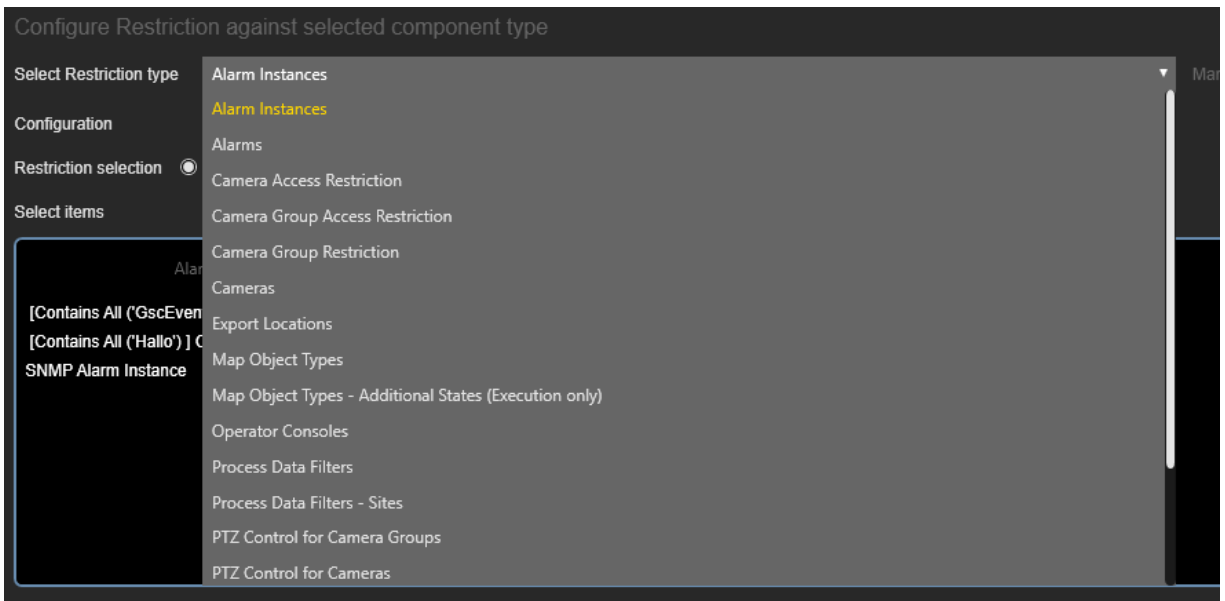 Configure Restriction against selected component type
Select Restriction type Alarm Instances ▼ Mar
Alarm Instances
Configuration
Alarms
Restriction selection
Camera Access Restriction
Select items
Camera Group Access Restriction
Camera Group Restriction
Alar
Cameras
[Contains All ('GscEven
Export Locations
[Contains All ('Hallo') ] O
Map Object Types
SNMP Alarm Instance
Map Object Types - Additional States (Execution only)
Operator Consoles
Process Data Filters
Process Data Filters - Sites
PTZ Control for Camera Groups
PTZ Control for Cameras